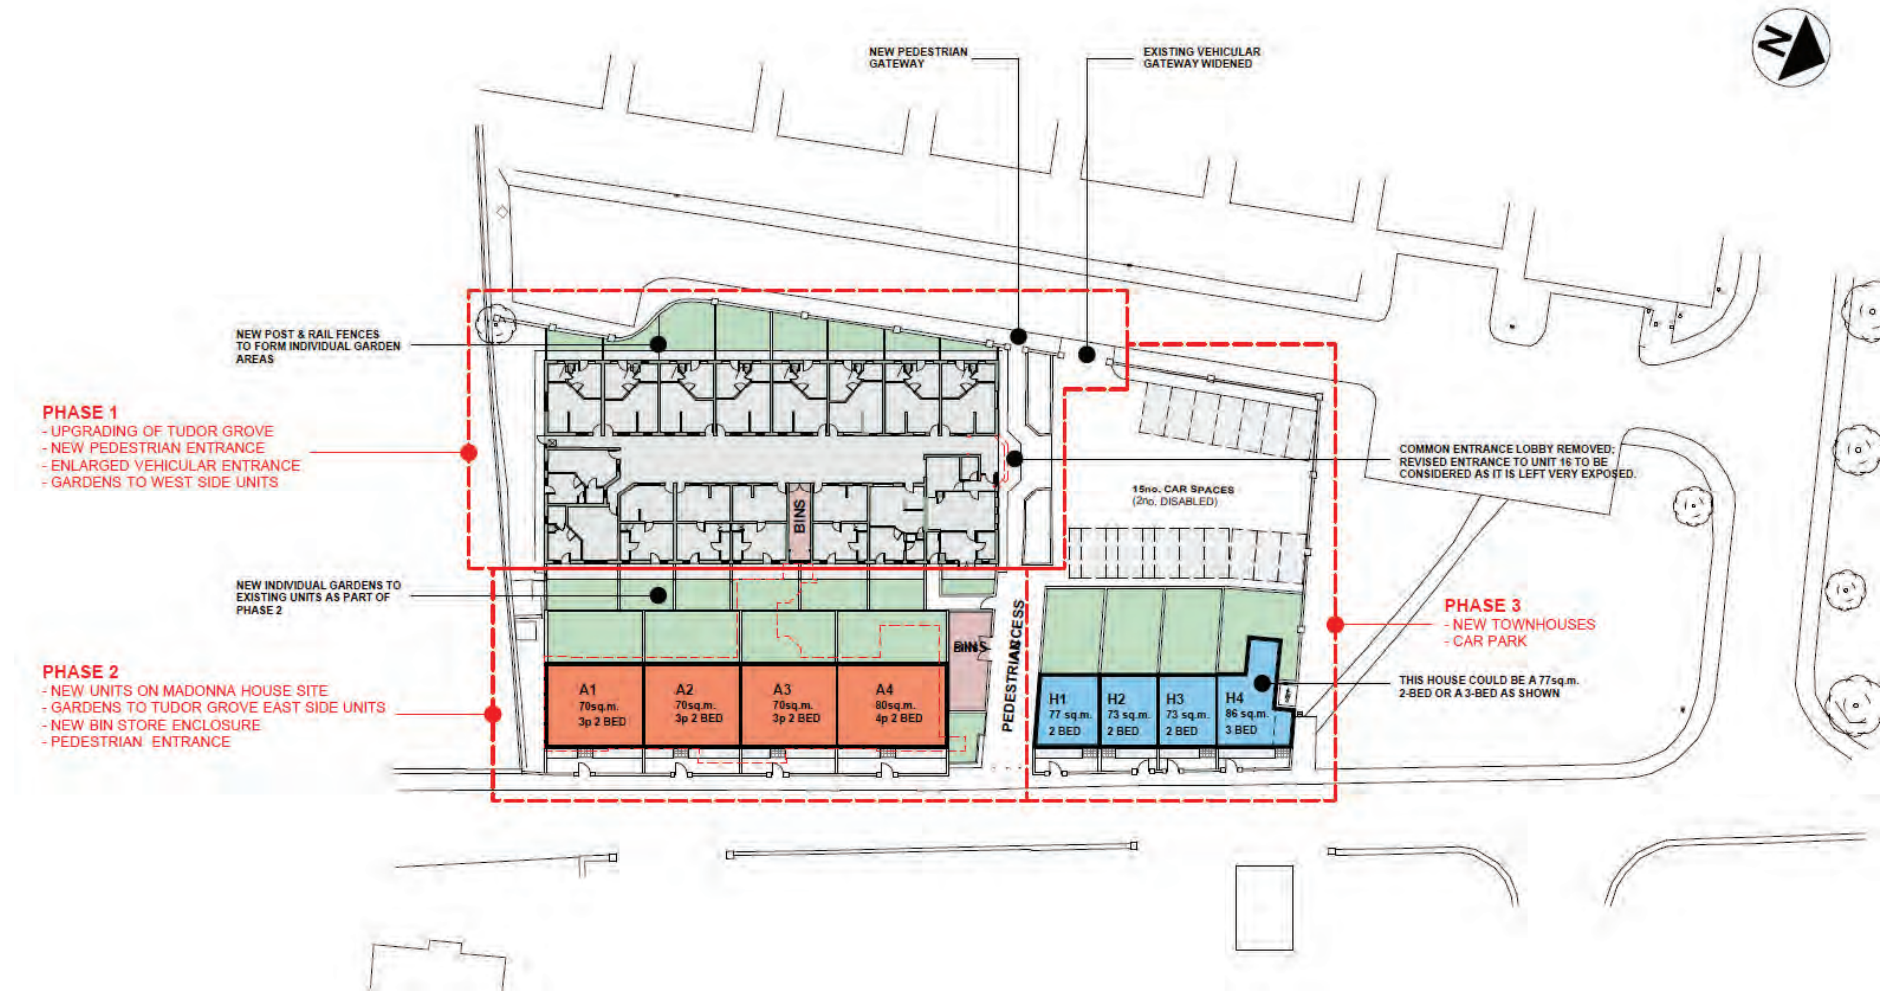 N
NEW PEDESTRIAN
GATEWAY
EXISTING VEHICULAR
GATEWAY WIDENED
NEW POST & RAIL FENCES
TO FORM INDIVIDUAL GARDEN
AREAS
PHASE 1
- UPGRADING OF TUDOR GROVE
- NEW PEDESTRIAN ENTRANCE
- ENLARGED VEHICULAR ENTRANCE
- GARDENS TO WEST SIDE UNITS
COMMON ENTRANCE LOBBY REMOVED;
REVISED ENTRANCE TO UNIT 16 TO BE
CONSIDERED AS IT IS LEFT VERY EXPOSED.
15no. CAR SPACES
(2no. DISABLED)
BINS
NEW INDIVIDUAL GARDENS TO
EXISTING UNITS AS PART OF
PHASE 2
PHASE 3
- NEW TOWNHOUSES
- CAR PARK
BINS
PEDESTRIAN
ACCESS
PHASE 2
- NEW UNITS ON MADONNA HOUSE SITE
- GARDENS TO TUDOR GROVE EAST SIDE UNITS
- NEW BIN STORE ENCLOSURE
- PEDESTRIAN ENTRANCE
A1
70sq.m.
3p 2 BED
A2
70sq.m.
3p 2 BED
A3
70sq.m.
3p 2 BED
A4
80sq.m.
4p 2 BED
H1
77 sq.m.
2 BED
H2
73 sq.m.
2 BED
H3
73 sq.m.
2 BED
H4
86 sq.m.
3 BED
THIS HOUSE COULD BE A 77sq.m.
2-BED OR A 3-BED AS SHOWN